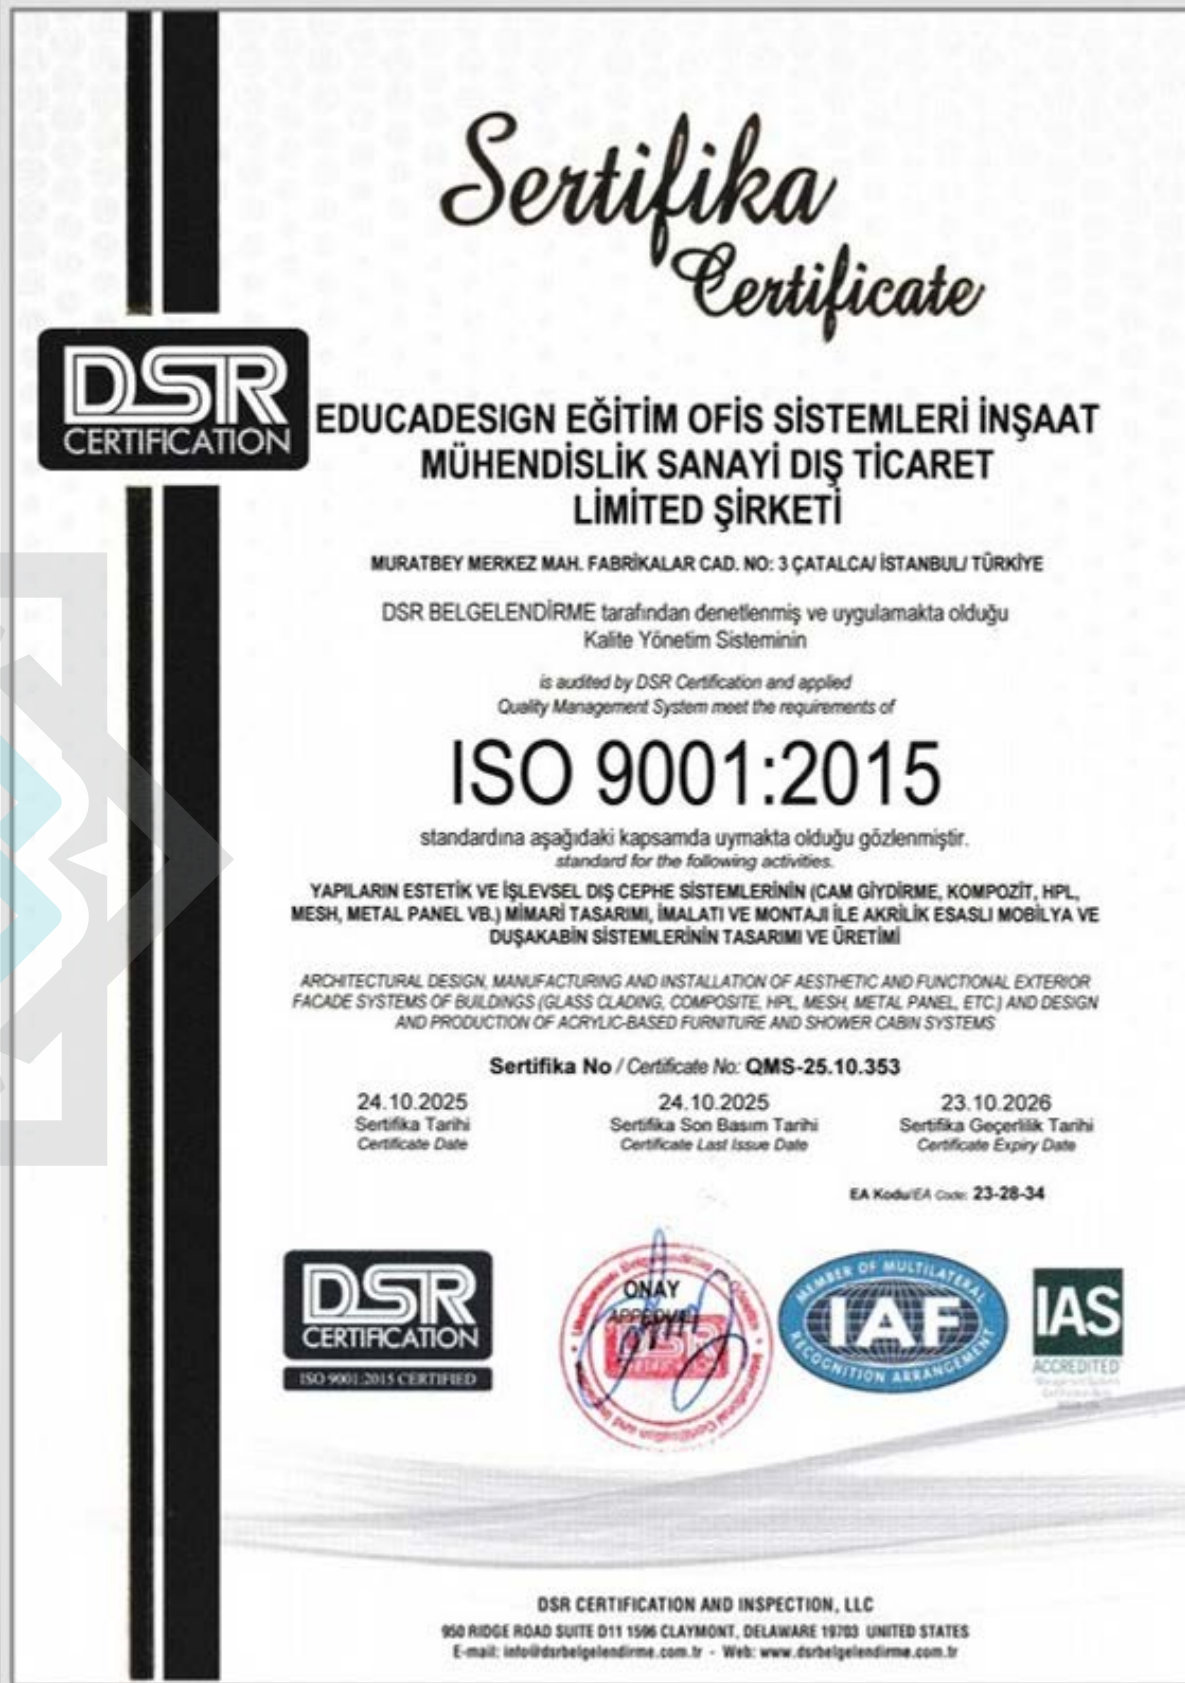 Sertifika
Certificate
DSR
CERTIFICATION
EDUCADESIGN EĞİTİM OFİS SİSTEMLERİ İNŞAAT
MÜHENDİSLİK SANAYİ DIŞ TİCARET
LİMİTED ŞİRKETİ
MURATBEY MERKEZ MAH. FABRİKALAR CAD. NO: 3 ÇATALCA/ İSTANBUL/ TÜRKİYE
DSR BELGELENDİRME tarafından denetlenmiş ve uygulamakta olduğu
Kalite Yönetim Sisteminin
is audited by DSR Certification and applied
Quality Management System meet the requirements of
ISO 9001:2015
standardına aşağıdaki kapsamda uymakta olduğu gözlenmiştir.
standard for the following activities.
YAPILARIN ESTETİK VE İŞLEVSEL DIŞ CEPHE SİSTEMLERİNİN (CAM GİYDİRME, KOMPOZİT, HPL,
MESH, METAL PANEL VB.) MİMARİ TASARIMI, İMALATI VE MONTAJI İLE AKRİLİK ESASLI MOBİLYA VE
DUŞAKABİN SİSTEMLERİNİN TASARIMI VE ÜRETİMİ
ARCHITECTURAL DESIGN, MANUFACTURING AND INSTALLATION OF AESTHETIC AND FUNCTIONAL EXTERIOR
FACADE SYSTEMS OF BUILDINGS (GLASS CLADING, COMPOSITE, HPL, MESH, METAL PANEL, ETC.) AND DESIGN
AND PRODUCTION OF ACRYLIC-BASED FURNITURE AND SHOWER CABIN SYSTEMS
Sertifika No / Certificate No: QMS-25.10.353
24.10.2025 24.10.2025 23.10.2026
Sertifika Tarihi Sertifika Son Basım Tarihi Sertifika Geçerlilik Tarihi
Certificate Date Certificate Last Issue Date Certificate Expiry Date
EA Kodu/EA Code: 23-28-34
DSR
CERTIFICATION
ISO 9001:2015 CERTIFIED
ONAY
APPROVAL
MEMBER OF MULTILATERAL
IAF
RECOGNITION ARRANGEMENT
IAS
ACCREDITED
DSR CERTIFICATION AND INSPECTION, LLC
950 RIDGE ROAD SUITE D11 1596 CLAYMONT, DELAWARE 19703 UNITED STATES
E-mail: info@dsrbelgelendirme.com.tr - Web: www.dsrbelgelendirme.com.tr